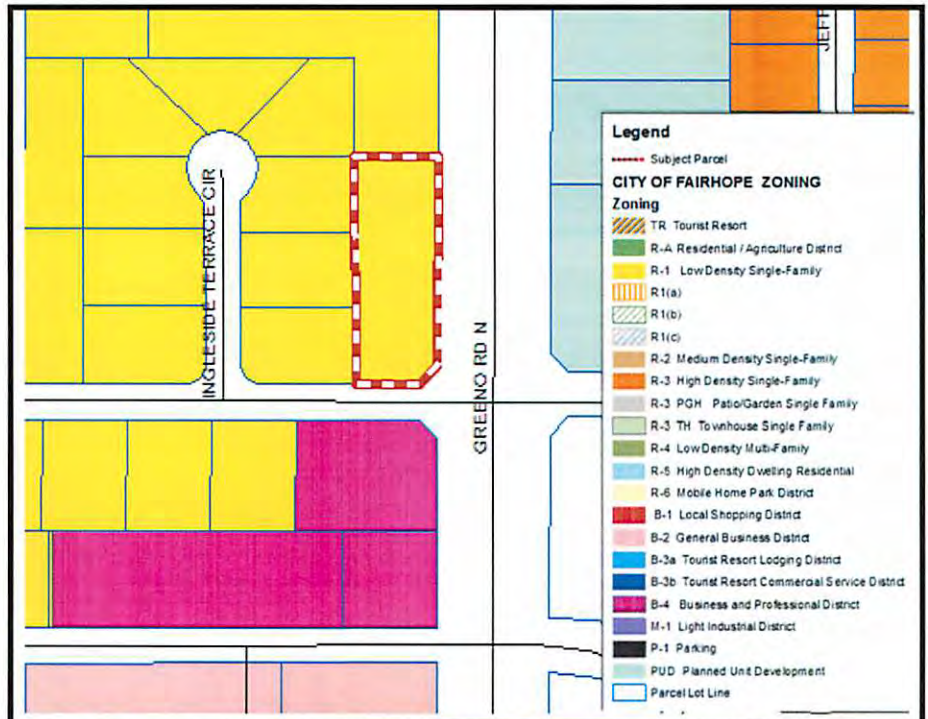 JEFF
INGLESIDE TERRACE CIR
GREENO RD N
Legend
Subject Parcel
CITY OF FAIRHOPE ZONING
Zoning
TR Tourist Resort
R-A Residential / Agriculture District
R-1 Low Density Single-Family
R1(a)
R1(b)
R1(c)
R-2 Medium Density Single-Family
R-3 High Density Single-Family
R-3 PGH Patio/Garden Single Family
R-3 TH Townhouse Single Family
R-4 Low Density Multi-Family
R-5 High Density Dwelling Residential
R-6 Mobile Home Park District
B-1 Local Shopping District
B-2 General Business District
B-3a Tourist Resort Lodging District
B-3b Tourist Resort Commercial Service District
B-4 Business and Professional District
M-1 Light Industrial District
P-1 Parking
PUD Planned Unit Development
Parcel Lot Line